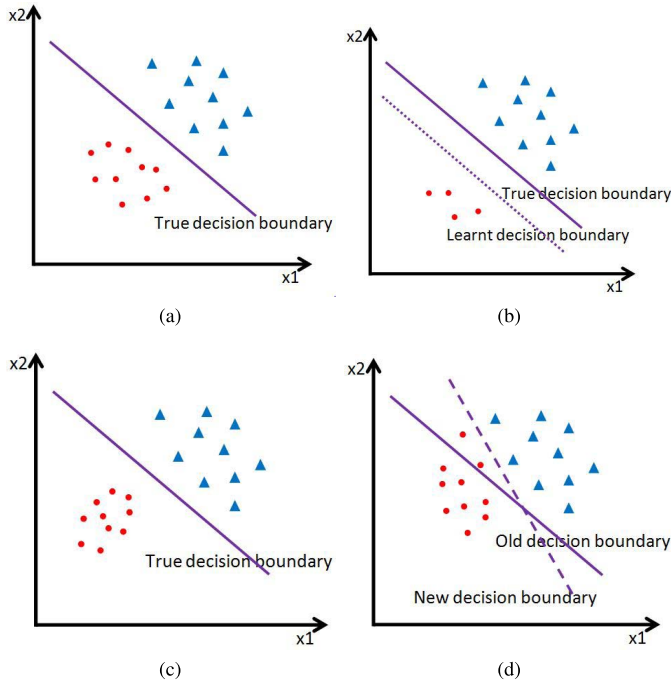 x2
True decision boundary
x1
(a)
x2
True decision boundary
Learnt decision boundary
x1
(b)
x2
True decision boundary
x1
(c)
x2
Old decision boundary
New decision boundary
x1
(d)